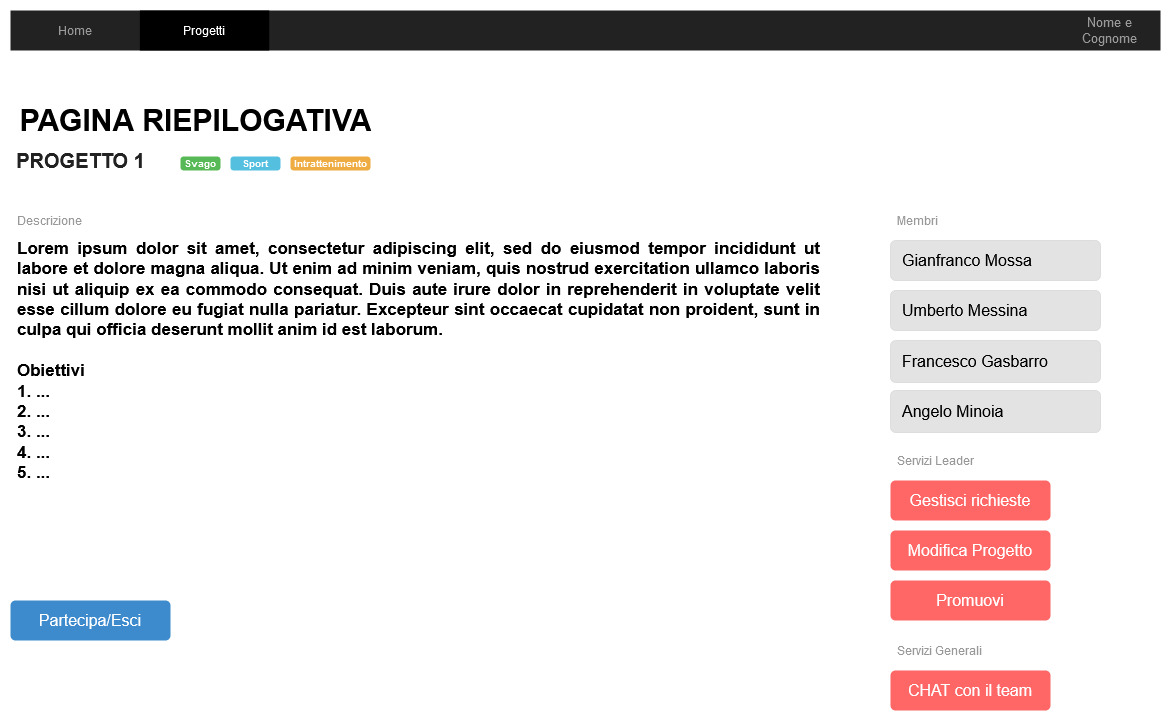 Home
Progetti
Nome e
Cognome
PAGINA RIEPILOGATIVA
PROGETTO 1
Svago
Sport
Intrattenimento
Descrizione
Lorem ipsum dolor sit amet, consectetur adipiscing elit, sed do eiusmod tempor incididunt ut
labore et dolore magna aliqua. Ut enim ad minim veniam, quis nostrud exercitation ullamco laboris
nisi ut aliquip ex ea commodo consequat. Duis aute irure dolor in reprehenderit in voluptate velit
esse cillum dolore eu fugiat nulla pariatur. Excepteur sint occaecat cupidatat non proident, sunt in
culpa qui officia deserunt mollit anim id est laborum.
Obiettivi
1. ...
2. ...
3. ...
4. ...
5. ...
Partecipa/Esci
Membri
Gianfranco Mossa
Umberto Messina
Francesco Gasbarro
Angelo Minoia
Servizi Leader
Gestisci richieste
Modifica Progetto
Promuovi
Servizi Generali
CHAT con il team